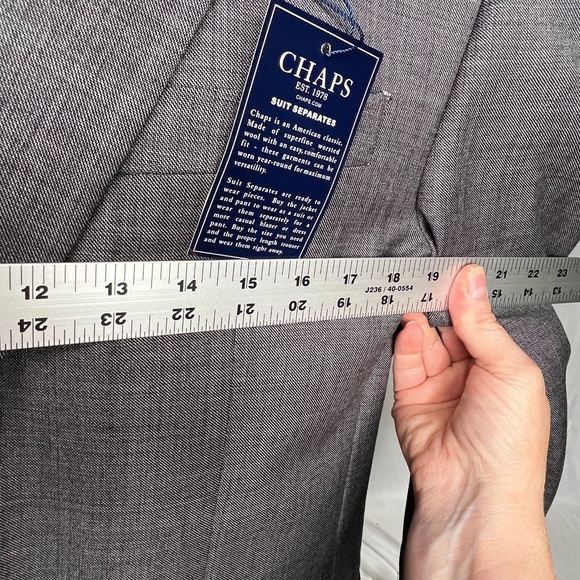 CHAPS
EST. 1978
CHAPS.COM
SUIT SEPARATES
Chaps is an American classic.
Made of superfine worsted
wool with an easy, comfortable
fit - these garments can be
worn year-round for maximum
versatility.
Suit Separates are ready to
wear pieces. Buy the jacket
and pant to wear as a suit or
wear them separately for a
more casual blazer or dress
pant. Buy the size you need
and the proper length trouser
and wear them right away.
12 13 14 15 16 17 18 19 21 22 23
J236 / 40-0554
24 23 22 21 20 19 18 17 15 14 13